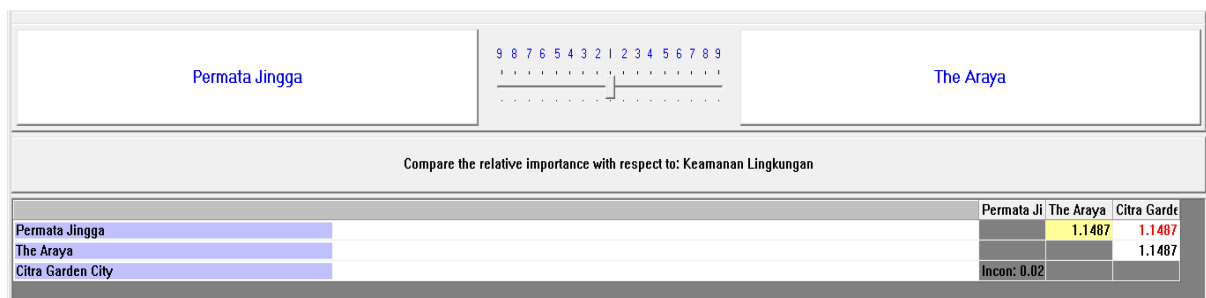 Permata Jingga
9 8 7 6 5 4 3 2 1 2 3 4 5 6 7 8 9
The Araya
Compare the relative importance with respect to: Keamanan Lingkungan
Permata Ji The Araya Citra Garde
Permata Jingga 1.1487 1.1487
The Araya 1.1487
Citra Garden City Incon: 0.02